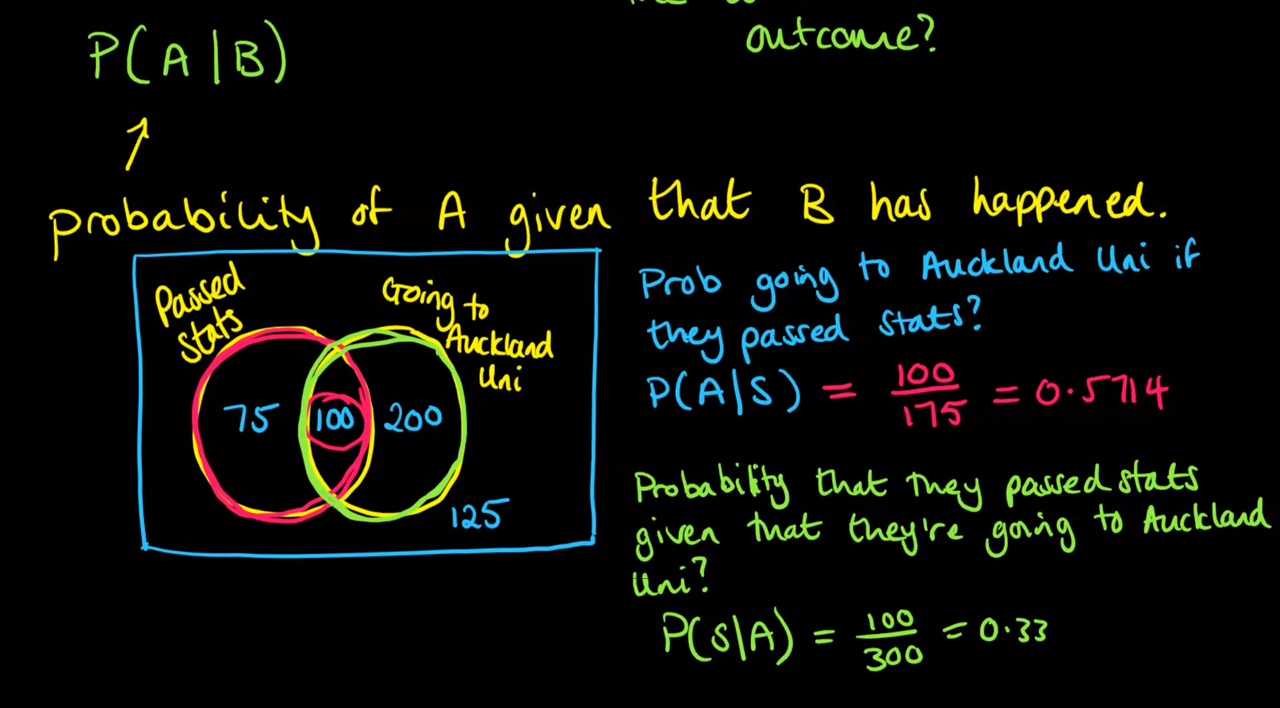 outcome?
P(A|B)
probability of A given that B has happened.
Passed
Stats
Going to
Auckland
Uni
75 100 200
125
Prob going to Auckland Uni if
they passed stats?
P(A|S) = 100/175 = 0.5714
Probability that they passed stats
given that they're going to Auckland
Uni?
P(S|A) = 100/300 = 0.33